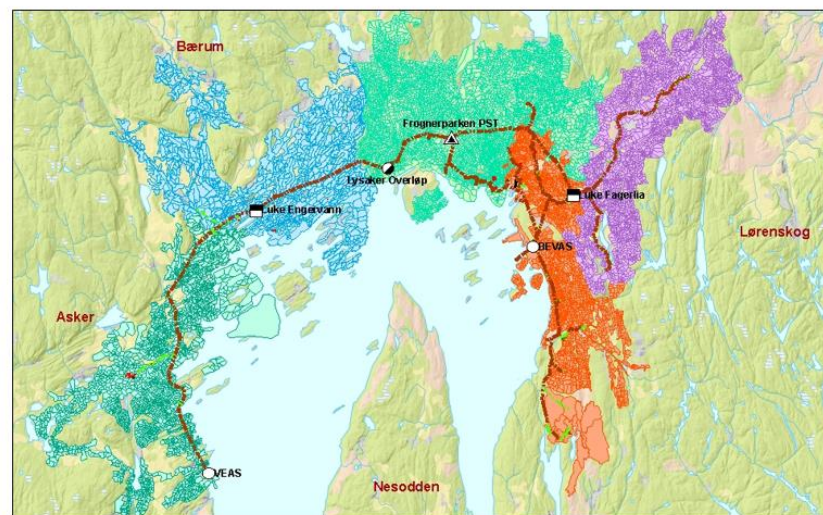 Bærum
Frognerparken PST
Lysaker Overløp
Luke Engervann
Luke Fagerlia
Lørenskog
BEVAS
Asker
VEAS
Nesodden